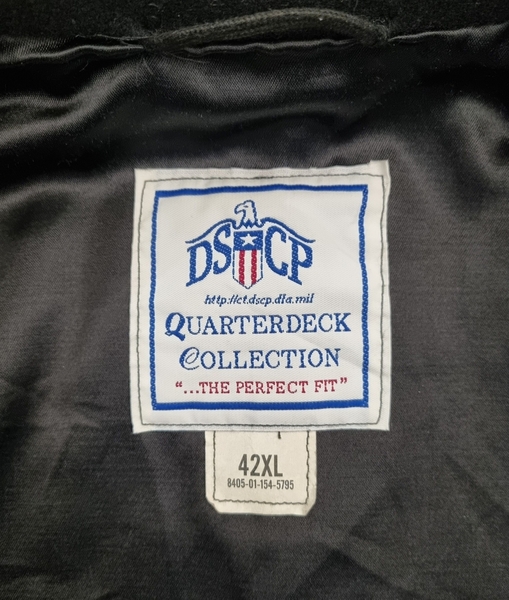 DSCP
http://ct.dscp.dla.mil
QUARTERDECK
COLLECTION
"...THE PERFECT FIT"
42XL
8405-01-154-5795